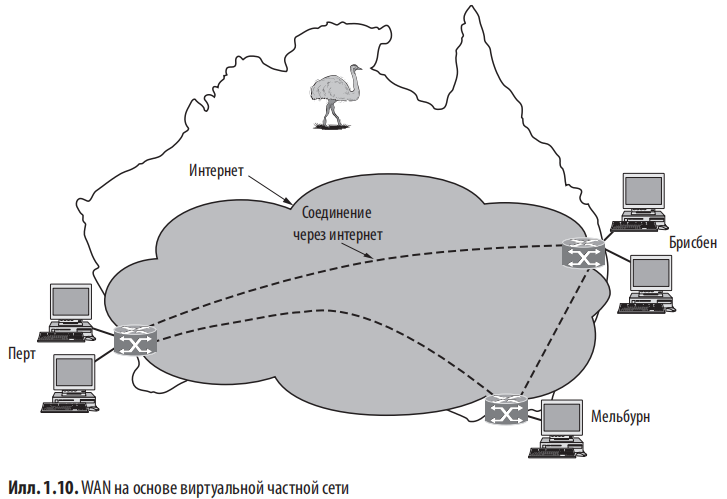 Интернет
Соединение
через интернет
Брисбен
Перт
Мельбурн
Илл. 1.10. WAN на основе виртуальной частной сети